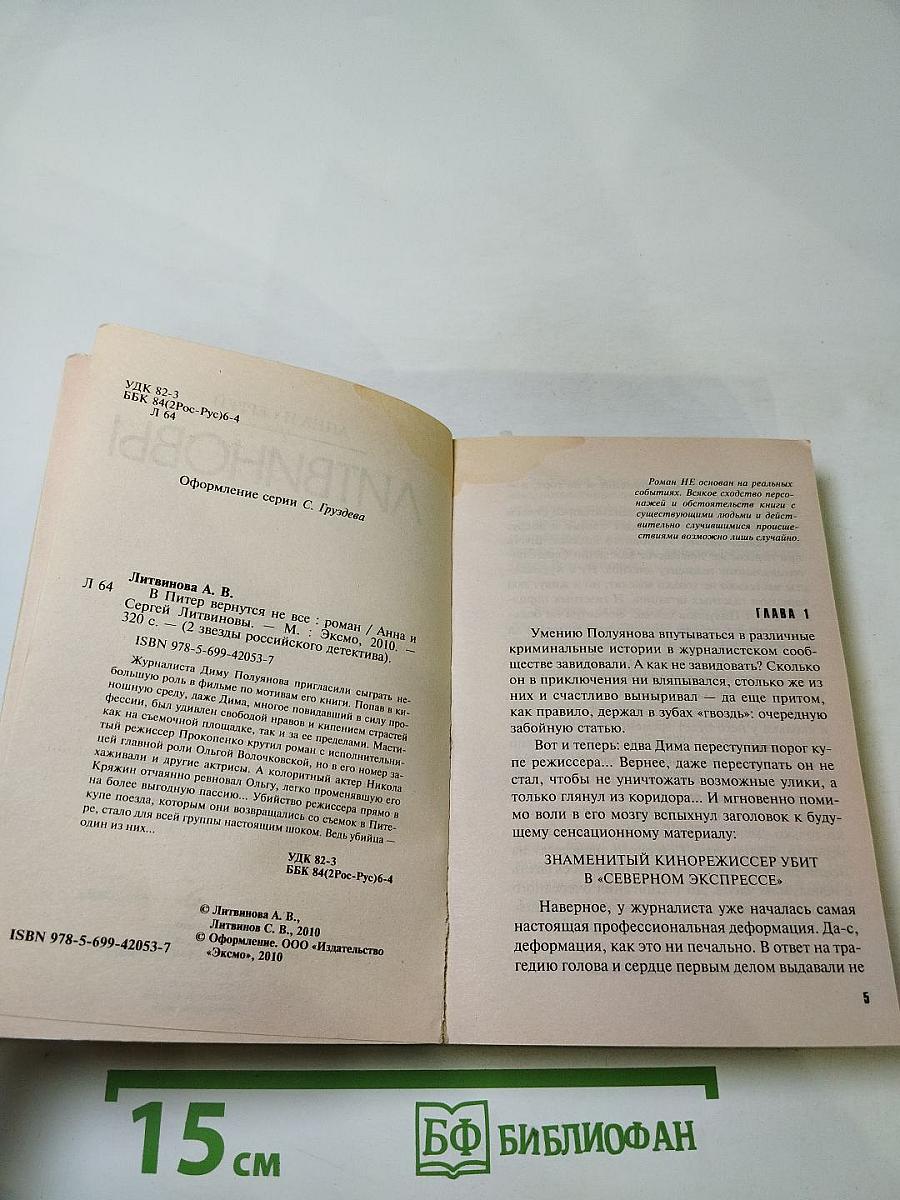 УДК 82-3
ББК 84(2Рос-Рус)6-4
Л 64
Оформление серии С. Груздева
Литвинова А. В.
Л 64 В Питер вернутся не все : роман / Анна и
Сергей Литвиновы. — М. : Эксмо, 2010. —
320 с. — (2 звезды российского детектива).
ISBN 978-5-699-42053-7
Журналиста Диму Полуянова пригласили сыграть не-
большую роль в фильме по мотивам его книги. Попав в ки-
ношную среду, даже Дима, многое повидавший в силу про-
фессии, был удивлен свободой нравов и кипением страстей
как на съемочной площадке, так и за ее пределами. Масти-
тый режиссер Прокопенко крутил роман с исполнительни-
цей главной роли Ольгой Волочковской, но в его номер за-
хаживали и другие актрисы. А колоритный актер Никола
Кряжин отчаянно ревновал Ольгу, легко променявшую его
на более выгодную пассию... Убийство режиссера прямо в
купе поезда, которым они возвращались со съемок в Пите-
ре, стало для всей группы настоящим шоком. Ведь убийца —
один из них...
УДК 82-3
ББК 84(2Рос-Рус)6-4
© Литвинова А. В.,
Литвинов С. В., 2010
© Оформление. ООО «Издательство
«Эксмо», 2010
ISBN 978-5-699-42053-7
Роман НЕ основан на реальных
событиях. Всякое сходство персо-
нажей и обстоятельств книги с
существующими людьми и дейст-
вительно случившимися происше-
ствиями возможно лишь случайно.
ГЛАВА 1
Умению Полуянова впутываться в различные
криминальные истории в журналистском сооб-
ществе завидовали. А как не завидовать? Сколько
он в приключения ни вляпывался, столько же из
них и счастливо выныривал — да еще притом,
как правило, держал в зубах «гвоздь»: очередную
забойную статью.
Вот и теперь: едва Дима переступил порог ку-
пе режиссера... Вернее, даже переступать он не
стал, чтобы не уничтожать возможные улики, а
только глянул из коридора... И мгновенно поми-
мо воли в его мозгу вспыхнул заголовок к буду-
щему сенсационному материалу:
ЗНАМЕНИТЫЙ КИНОРЕЖИССЕР УБИТ
В «СЕВЕРНОМ ЭКСПРЕССЕ»
Наверное, у журналиста уже началась самая
настоящая профессиональная деформация. Да-с,
деформация, как это ни печально. В ответ на тра-
гедию голова и сердце первым делом выдавали не
5
15 см
БФ БИБЛИОФАН